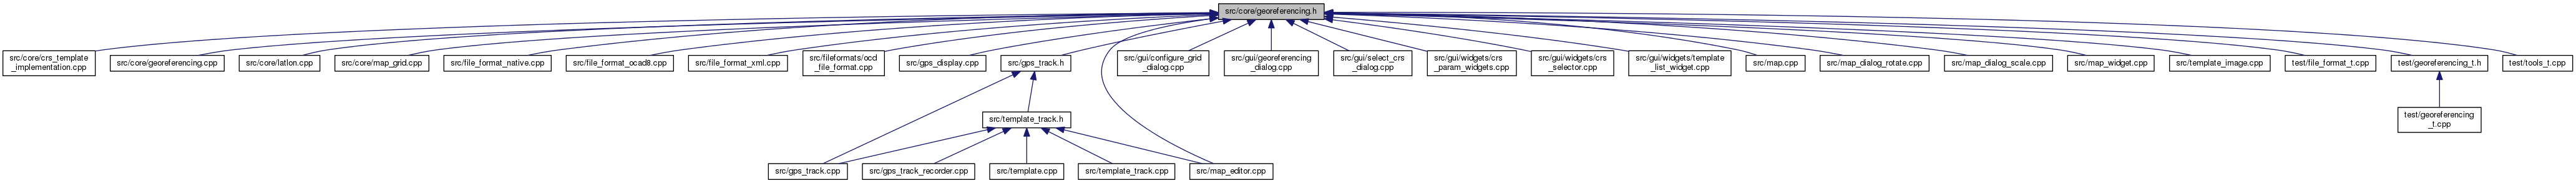 src/core/georeferencing.h
src/core/crs_template
_implementation.cpp
src/core/georeferencing.cpp
src/core/latlon.cpp
src/core/map_grid.cpp
src/file_format_native.cpp
src/file_format_ocad8.cpp
src/file_format_xml.cpp
src/fileformats/ocd
_file_format.cpp
src/gps_display.cpp
src/gps_track.h
src/gui/configure_grid
_dialog.cpp
src/gui/georeferencing
_dialog.cpp
src/gui/select_crs
_dialog.cpp
src/gui/widgets/crs
_param_widgets.cpp
src/gui/widgets/crs
_selector.cpp
src/gui/widgets/template
_list_widget.cpp
src/map.cpp
src/map_dialog_rotate.cpp
src/map_dialog_scale.cpp
src/map_widget.cpp
src/template_image.cpp
test/file_format_t.cpp
test/georeferencing_t.h
test/tools_t.cpp
src/template_track.h
test/georeferencing
_t.cpp
src/gps_track.cpp
src/gps_track_recorder.cpp
src/template.cpp
src/template_track.cpp
src/map_editor.cpp